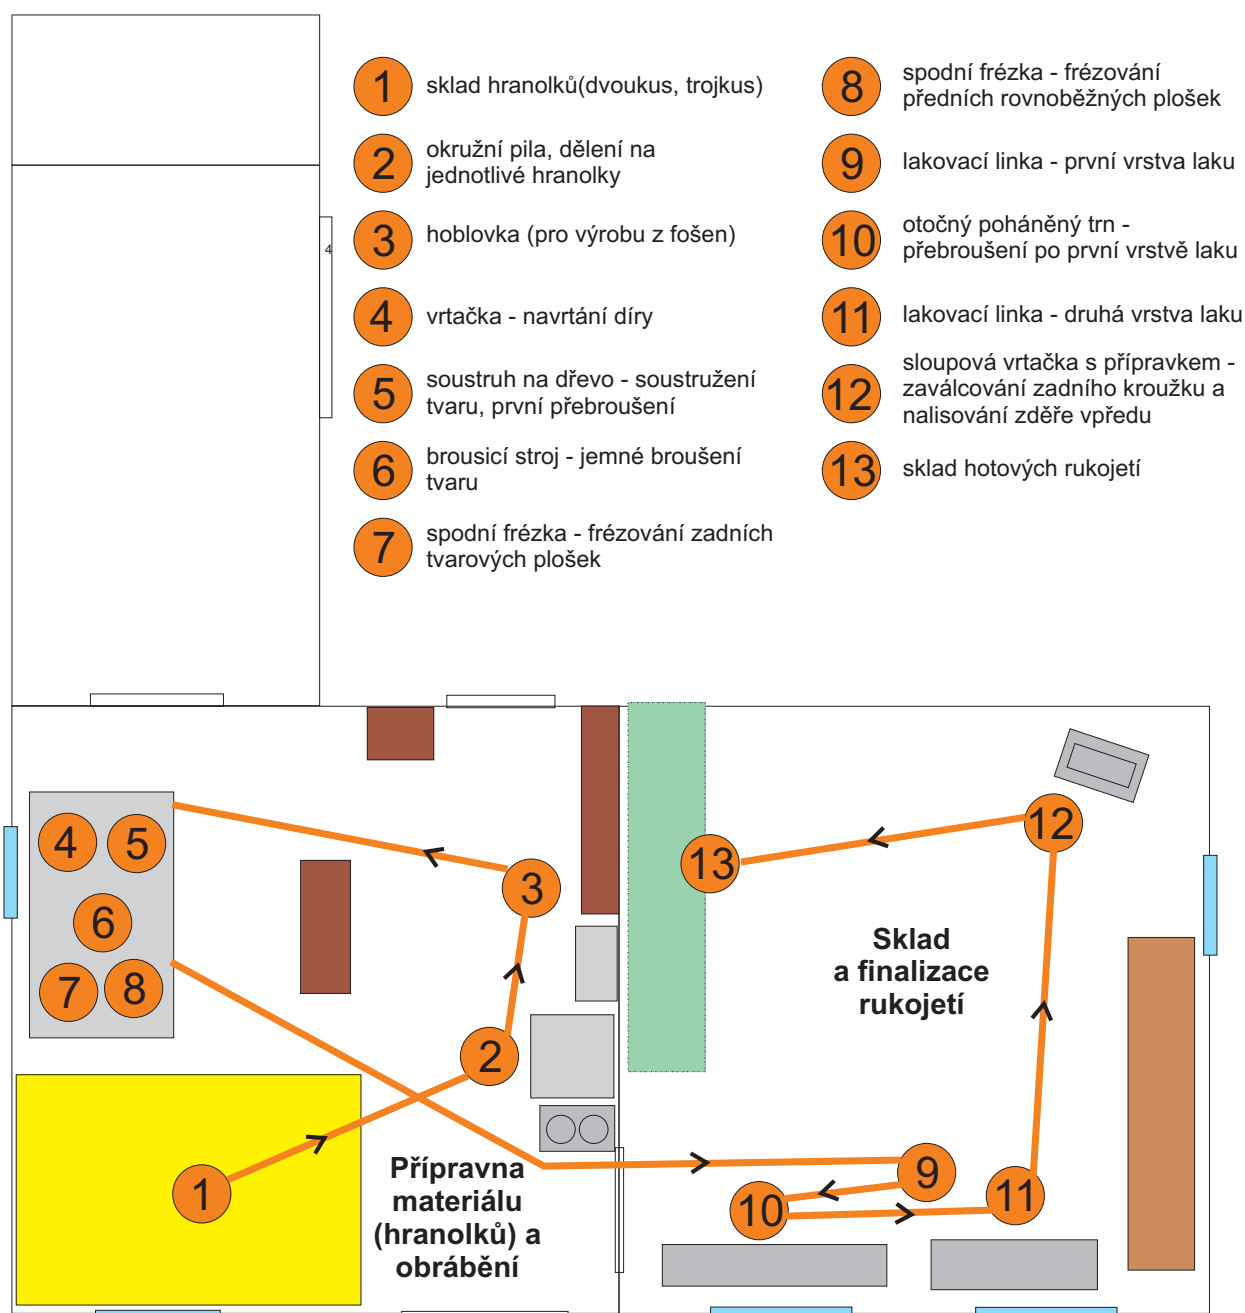 1
sklad hranolků(dvoukus, trojkus)
2
okružní pila, dělení na
jednotlivé hranolky
3
hoblovka (pro výrobu z fošen)
4
vrtačka - navrtání díry
5
soustruh na dřevo - soustružení
tvaru, první přebroušení
6
brousicí stroj - jemné broušení
tvaru
7
spodní frézka - frézování zadních
tvarových plošek
8
spodní frézka - frézování
předních rovnoběžných plošek
9
lakovací linka - první vrstva laku
10
otočný poháněný trn -
přebroušení po první vrstvě laku
11
lakovací linka - druhá vrstva laku
12
sloupová vrtačka s přípravkem -
zaválcování zadního kroužku a
nalisování zděře vpředu
13
sklad hotových rukojetí
4
4
5
3
6
7
8
2
1
Přípravna
materiálu
(hranolků) a
obrábění
12
13
Sklad
a finalizace
rukojetí
9
10
11